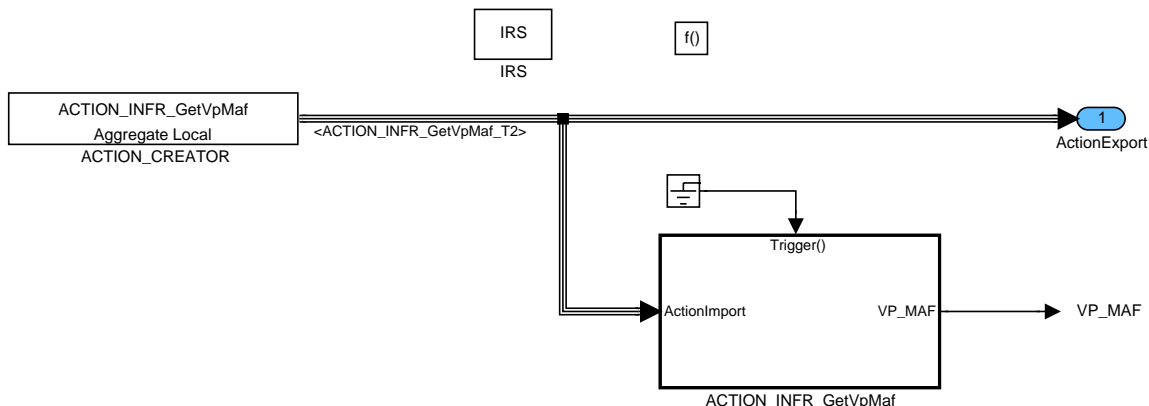 IRS
f()
IRS
ACTION_INFR_GetVpMaf
Aggregate Local
ACTION_CREATOR
<ACTION_INFR_GetVpMaf_T2>
1
ActionExport
Trigger()
ActionImport
VP_MAF
VP_MAF
ACTION_INFR_GetVpMaf